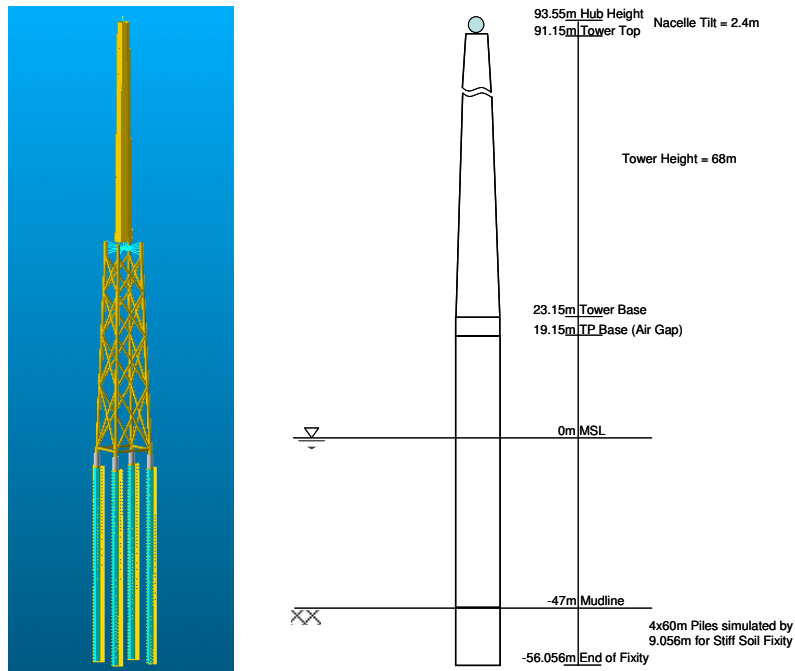 93.55m Hub Height
Nacelle Tilt = 2.4m
91.15m Tower Top
Tower Height = 68m
23.15m Tower Base
19.15m TP Base (Air Gap)
0m MSL
-47m Mudline
4x60m Piles simulated by
9.056m for Stiff Soil Fixity
-56.056m End of Fixity